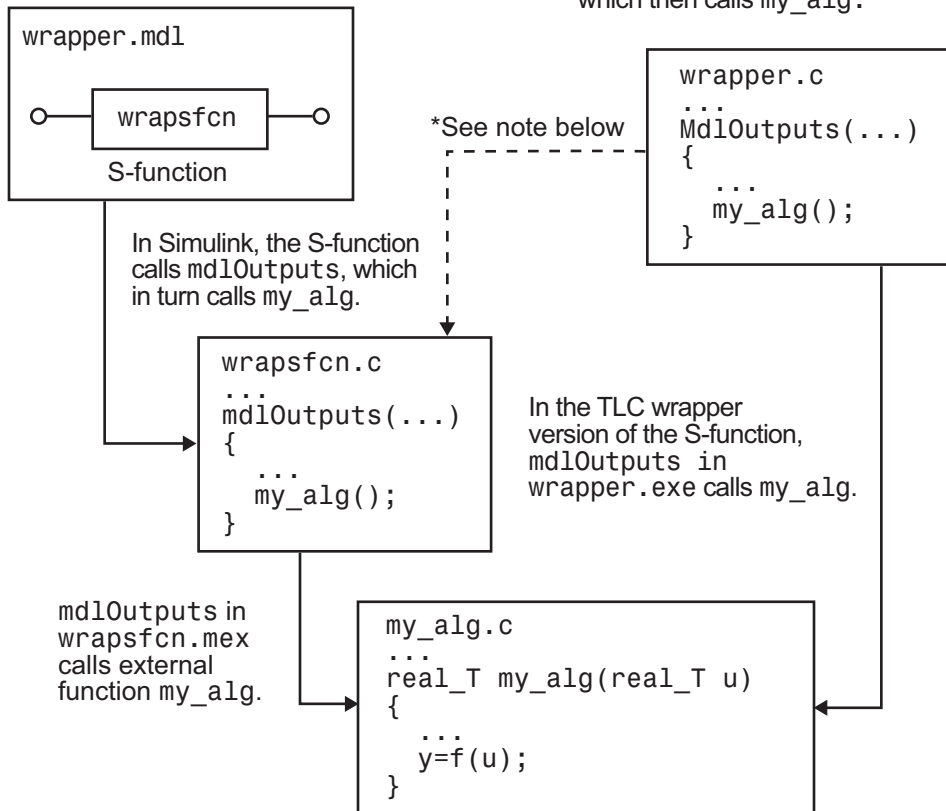 which then calls my_alg.
wrapper.mdl
wrapsfcn
S-function
*See note below
wrapper.c
...
MdlOutputs(...)
{
...
my_alg();
}
In Simulink, the S-function
calls mdlOutputs, which
in turn calls my_alg.
wrapsfcn.c
...
mdlOutputs(...)
{
...
my_alg();
}
In the TLC wrapper
version of the S-function,
mdlOutputs in
wrapper.exe calls my_alg.
mdlOutputs in
wrapsfcn.mex
calls external
function my_alg.
my_alg.c
...
real_T my_alg(real_T u)
{
...
y=f(u);
}